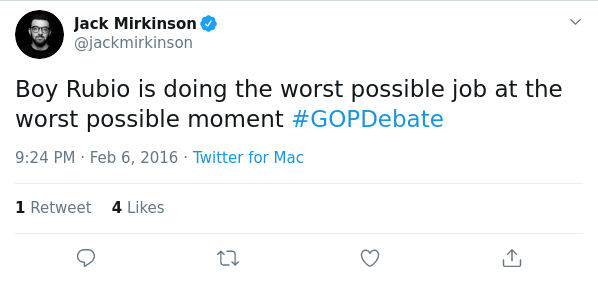 Jack Mirkinson
@jackmirkinson
Boy Rubio is doing the worst possible job at the
worst possible moment #GOPDebate
9:24 PM · Feb 6, 2016 · Twitter for Mac
1 Retweet 4 Likes